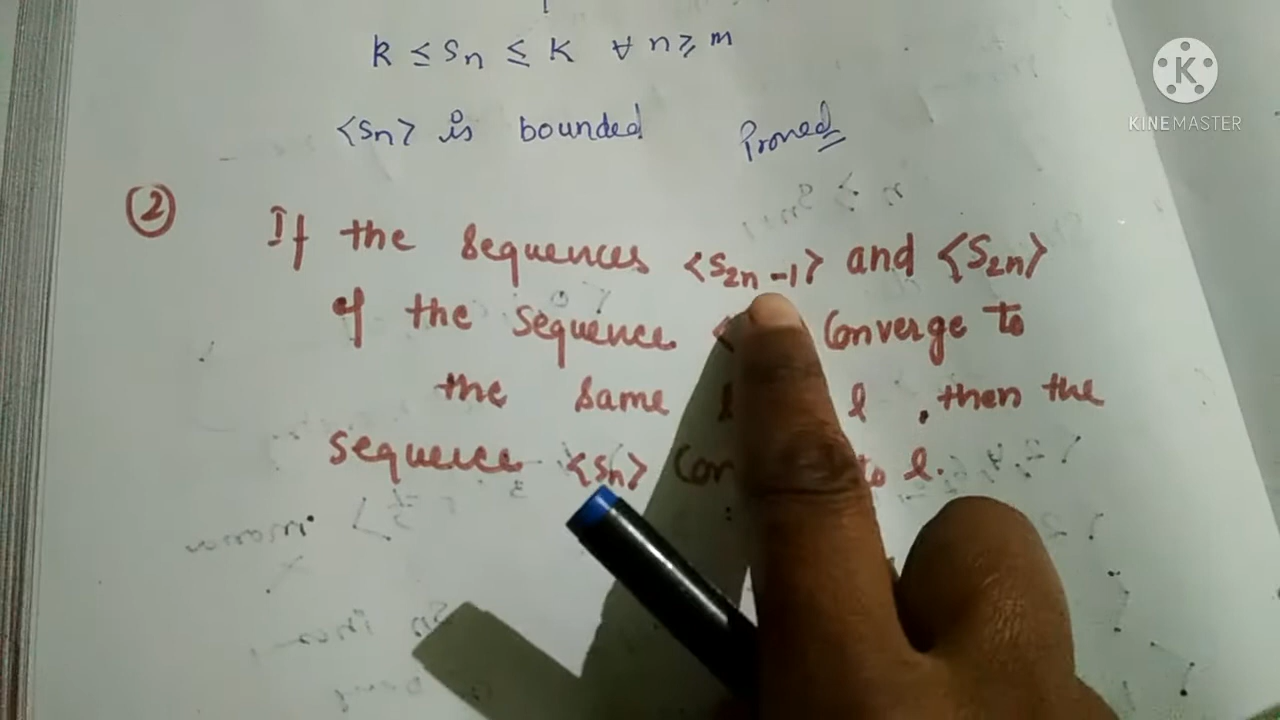 k ≤ Sn ≤ K ∀ n ≥ m
<Sn> is bounded Proved
KINEMASTER
② If the sequences <S2n-1> and <S2n>
of the sequence converge to
the same l, then the
sequence <Sn> to l.